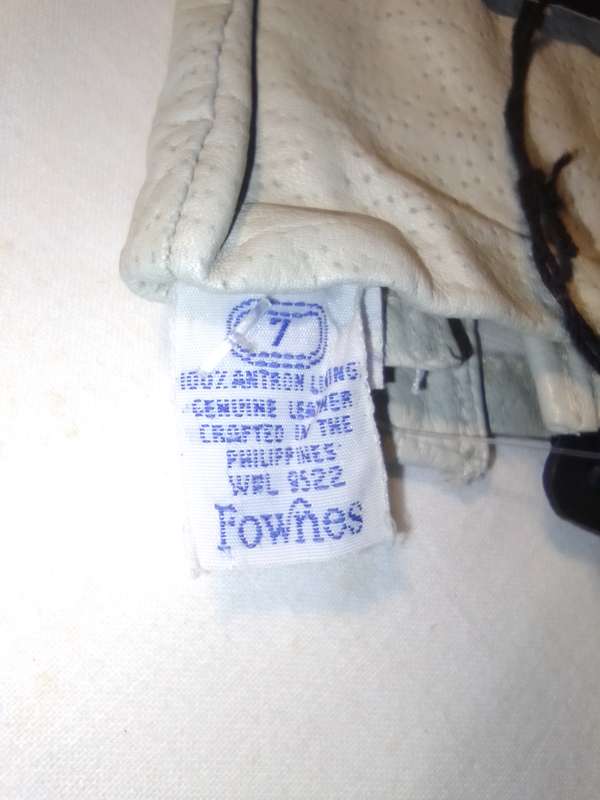 7
100% ANTRON LINING
GENUINE LEATHER
CRAFTED IN THE
PHILIPPINES
WPL 9522
Fownes